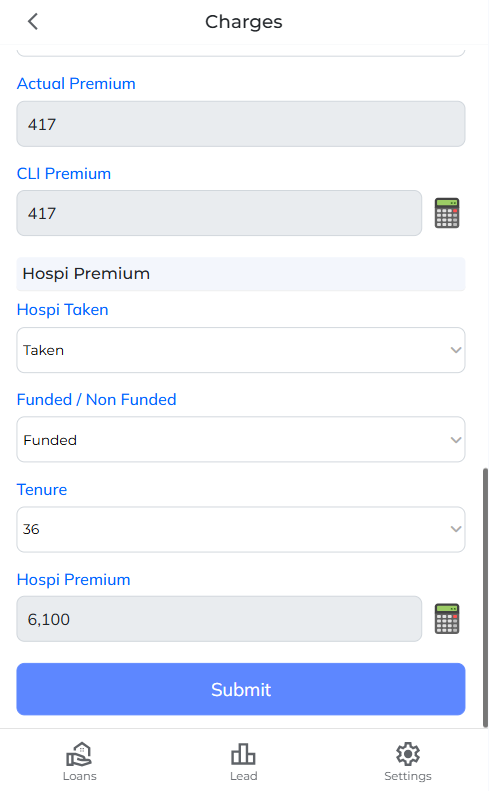 Charges
Actual Premium
417
CLI Premium
417
Hospi Premium
Hospi Taken
Taken
Funded / Non Funded
Funded
Tenure
36
Hospi Premium
6,100
Submit
Loans
Lead
Settings